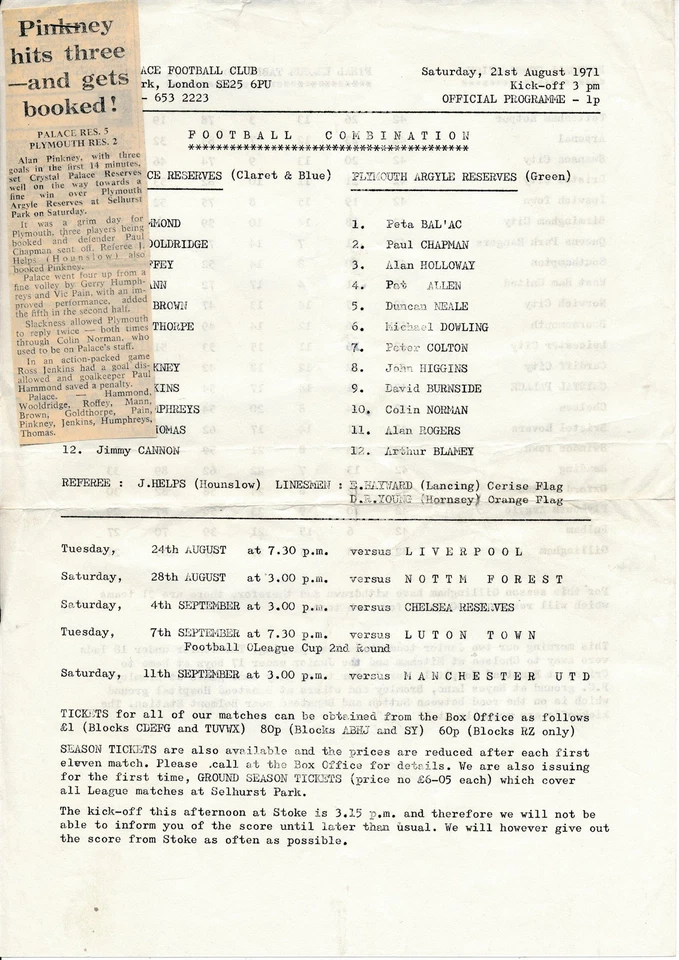 Pinkney
hits three
—and gets
booked!
PALACE RES. 5
PLYMOUTH RES. 2
Alan Pinkney, with three
goals in the first 14 minutes,
set Crystal Palace Reserves
well on the way towards a
fine win over Plymouth
Argyle Reserves at Selhurst
Park on Saturday.
It was a grim day for
Plymouth, three players being
booked and defender Paul
Chapman sent off. Referee J.
Helps (Hounslow) also
booked Pinkney.
Palace went four up from a
fine volley by Gerry Humph-
reys and Vic Pain, with an im-
proved performance, added
the fifth in the second half.
Slackness allowed Plymouth
to reply twice — both times
through Colin Norman, who
used to be on Palace's staff.
In an action-packed game
Ross Jenkins had a goal dis-
allowed and goalkeeper Paul
Hammond saved a penalty.
Palace. — Hammond,
Wooldridge, Roffey, Mann,
Brown, Goldthorpe, Pain,
Pinkney, Jenkins, Humphreys,
Thomas.
ACE FOOTBALL CLUB
rk, London SE25 6PU
- 653 2223
Saturday, 21st August 1971
Kick-off 3 pm
OFFICIAL PROGRAMME - 1p
FOOTBALL COMBINATION
****************************************
CE RESERVES (Claret & Blue) PLYMOUTH ARGYLE RESERVES (Green)
MMOND 1. Peta BAL'AC
OOLDRIDGE 2. Paul CHAPMAN
FEY 3. Alan HOLLOWAY
ANN 4. Pat ALLEN
BROWN 5. Duncan NEALE
THORPE 6. Michael DOWLING
7. Peter COLTON
KNEY 8. John HIGGINS
KINS 9. David BURNSIDE
MPHREYS 10. Colin NORMAN
OMAS 11. Alan ROGERS
12. Jimmy CANNON 12. Arthur BLAMEY
REFEREE : J.HELPS (Hounslow) LINESMEN : E.HAYWARD (Lancing) Cerise Flag
D.R.YOUNG (Hornsey) Orange Flag
Tuesday, 24th AUGUST at 7.30 p.m. versus LIVERPOOL
Saturday, 28th AUGUST at 3.00 p.m. versus NOTTM FOREST
Saturday, 4th SEPTEMBER at 3.00 p.m. versus CHELSEA RESERVES
Tuesday, 7th SEPTEMBER at 7.30 p.m. versus LUTON TOWN
Football OLeague Cup 2nd Round
Saturday, 11th SEPTEMBER at 3.00 p.m. versus MANCHESTER UTD
TICKETS for all of our matches can be obtained from the Box Office as follows
£1 (Blocks CDEFG and TUVWX) 80p (Blocks ABHJ and SY) 60p (Blocks RZ only)
SEASON TICKETS are also available and the prices are reduced after each first
eleven match. Please .call at the Box Office for details. We are also issuing
for the first time, GROUND SEASON TICKETS (price no £6-05 each) which cover
all League matches at Selhurst Park.
The kick-off this afternoon at Stoke is 3.15 p.m. and therefore we will not be
able to inform you of the score until later than usual. We will however give out
the score from Stoke as often as possible.